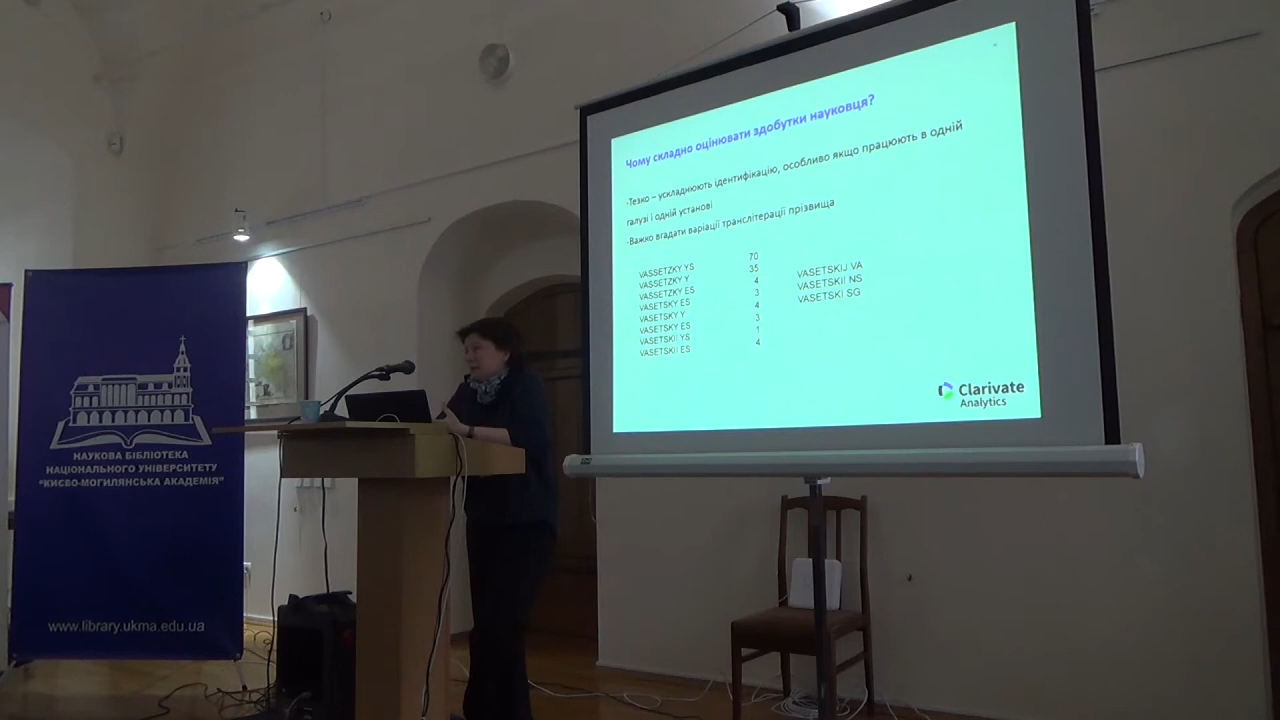 НАУКОВА БІБЛІОТЕКА
НАЦІОНАЛЬНОГО УНІВЕРСИТЕТУ
"КИЄВО-МОГИЛЯНСЬКА АКАДЕМІЯ"
www.library.ukma.edu.ua
Чому складно оцінювати здобутки науковця?
-Тезко – ускладнюють ідентифікацію, особливо якщо працюють в одній
галузі і одній установі
-Важко вгадати варіації транслітерації прізвища
VASSETZKY YS 70
VASSETZKY Y 35
VASSETZKY ES 4
VASETSKY ES 3
VASETSKY Y 4
VASETSKY ES 3
VASETSKII YS 1
VASETSKII ES 4
VASETSKIJ VA
VASETSKII NS
VASETSKI SG
Clarivate
Analytics